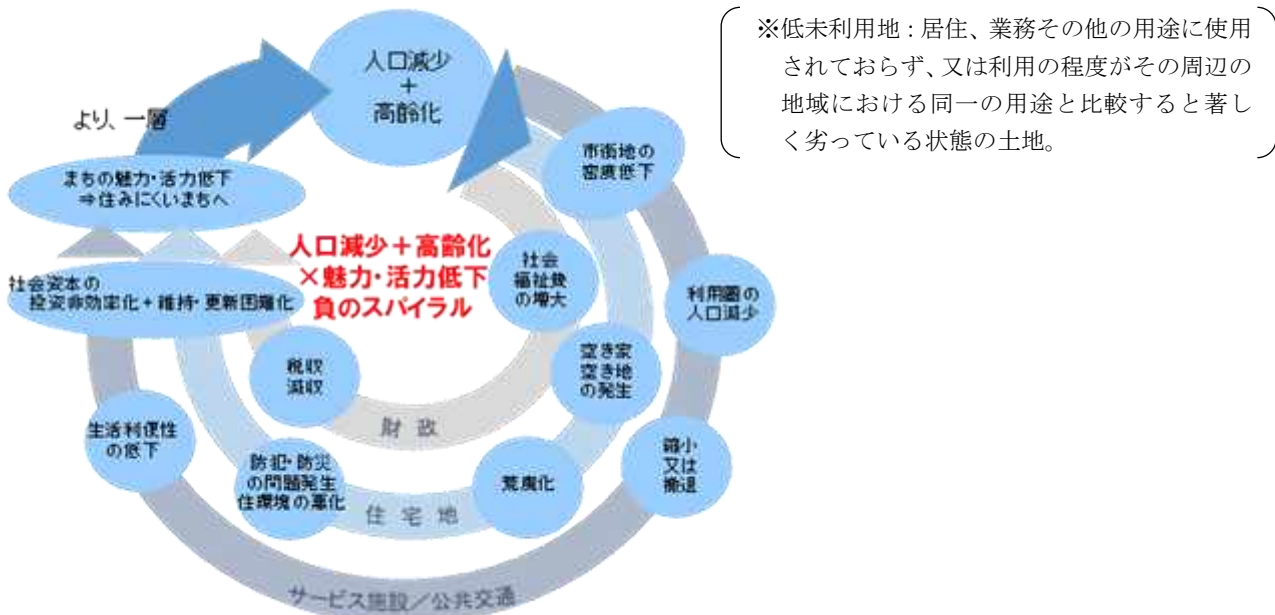 人口減少
+
高齢化
より、一層
まちの魅力・活力低下
⇒住みにくいまちへ
社会資本の
投資非効率化+維持・更新困難化
人口減少+高齢化
×魅力・活力低下
負のスパイラル
市街地の
密度低下
社会
福祉費
の増大
利用圏の
人口減少
空き家
空き地
の発生
税収
減収
財政
生活利便性
の低下
防犯・防災
の問題発生
住環境の悪化
荒廃化
縮小
又は
撤退
住宅地
サービス施設/公共交通
※低未利用地:居住、業務その他の用途に使用
されておらず、又は利用の程度がその周辺の
地域における同一の用途と比較すると著し
く劣っている状態の土地。